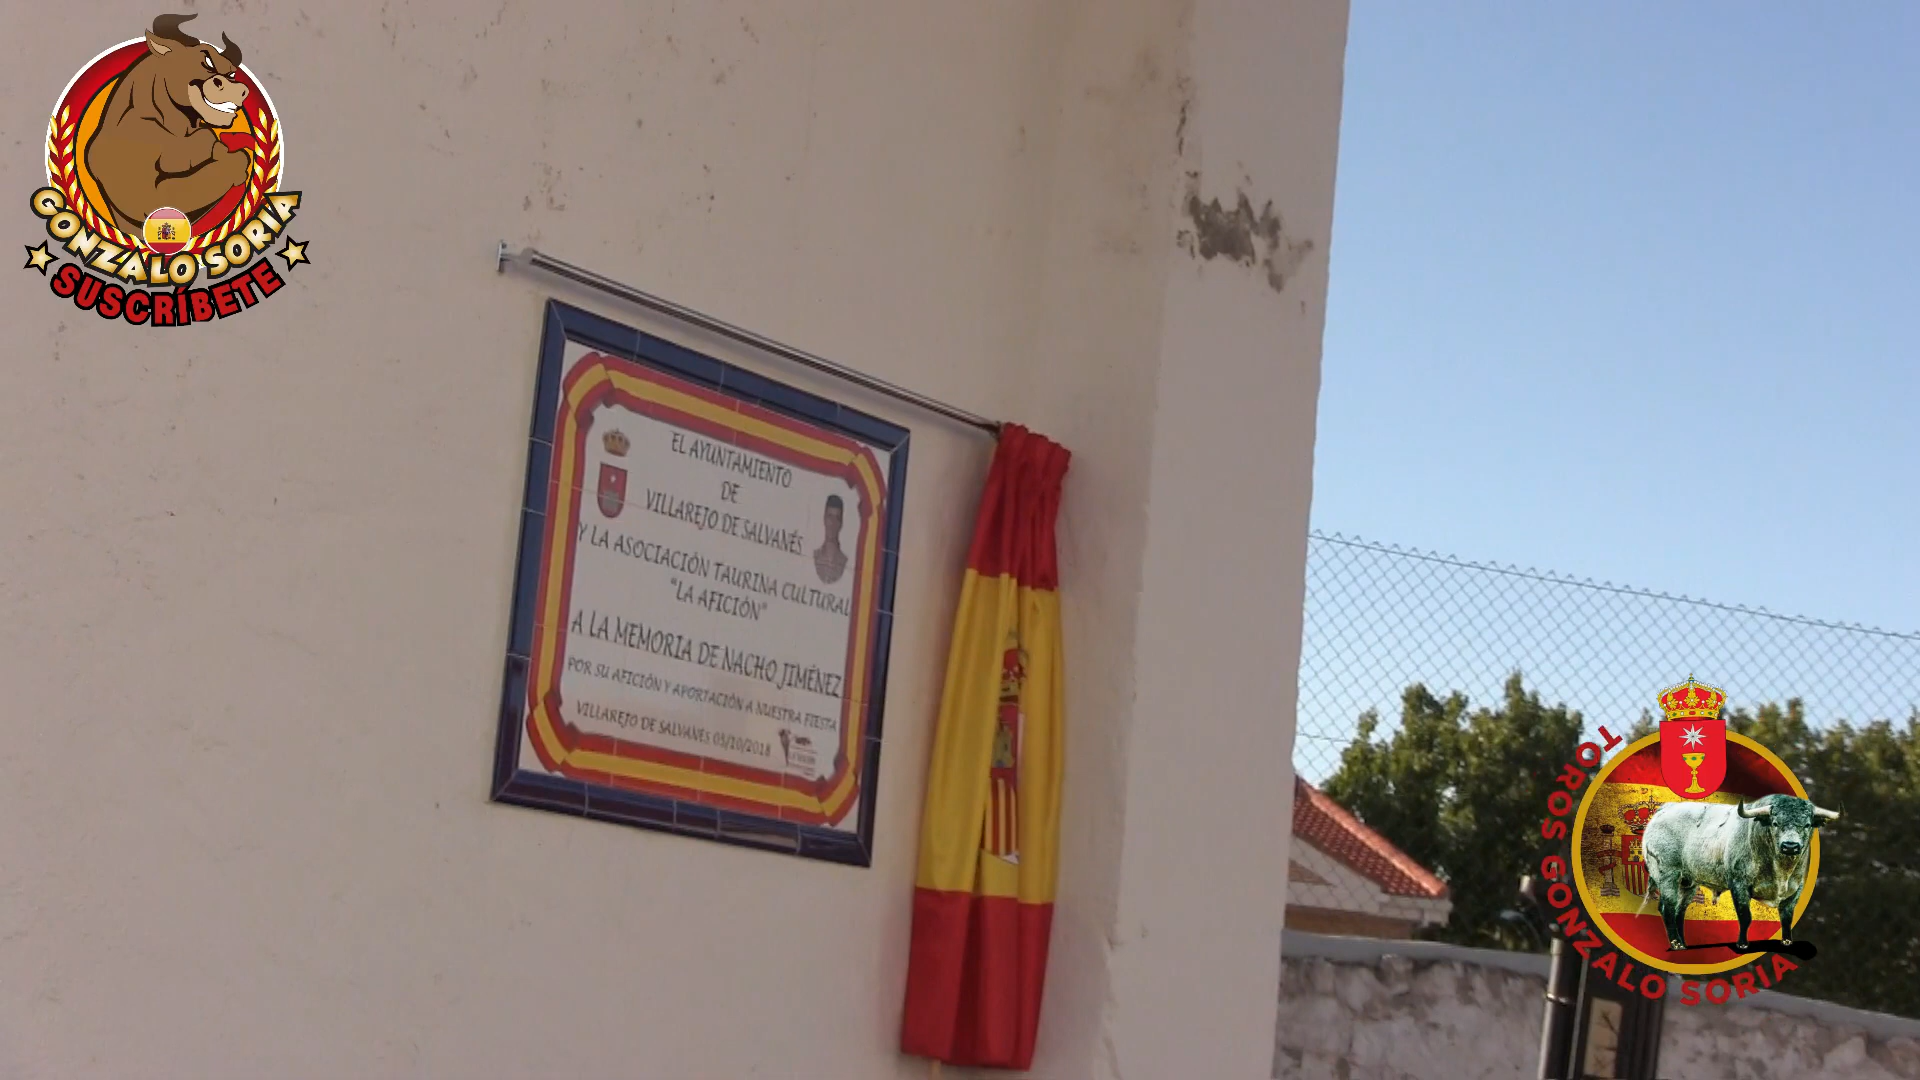 GONZALO SORIA
SUSCRÍBETE
EL AYUNTAMIENTO
DE
VILLAREJO DE SALVANÉS
Y LA ASOCIACIÓN TAURINA CULTURAL
"LA AFICIÓN"
A LA MEMORIA DE NACHO JIMÉNEZ
POR SU AFICIÓN Y APORTACIÓN A NUESTRA FIESTA
VILLAREJO DE SALVANÉS 05/10/2018
TOROS GONZALO SORIA